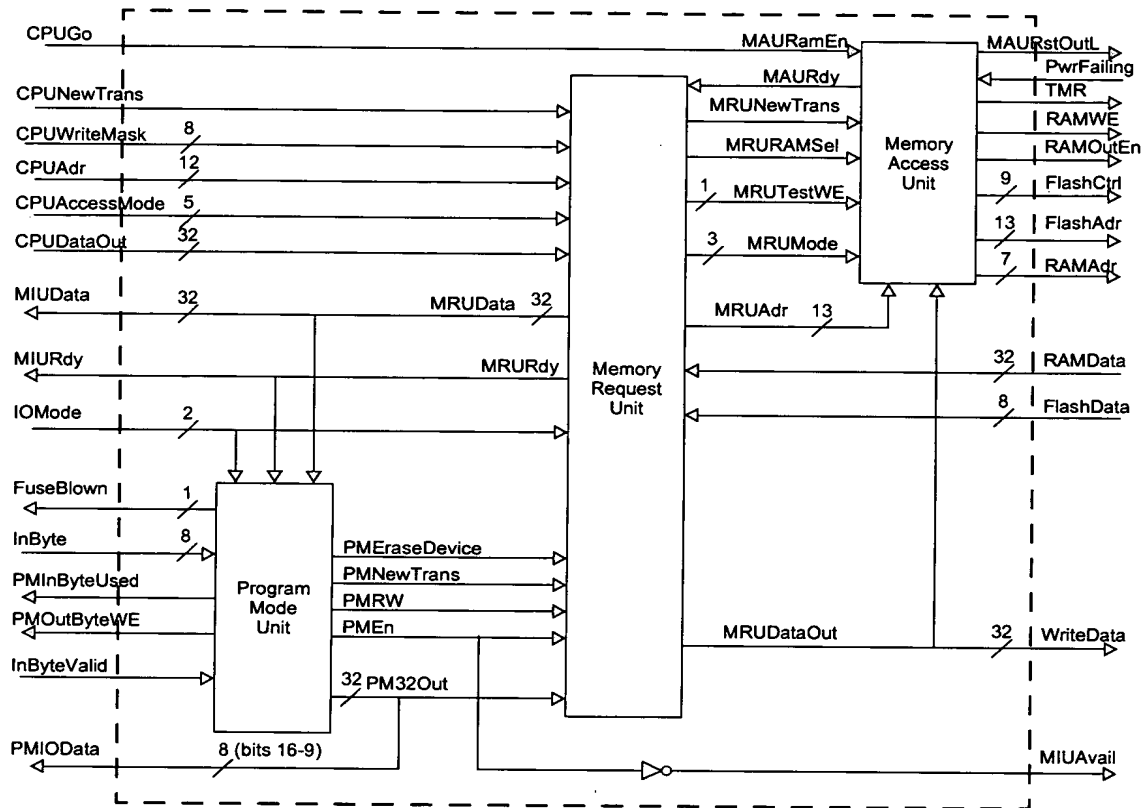 CPUGo
MAURamEn
MAURstOutL
MAURdy
PwrFailing
CPUNewTrans
MRUNewTrans
TMR
CPUWriteMask
8
RAMWE
CPUAdr
12
MRURAMSel
Memory
Access
Unit
RAMOutEn
CPUAccessMode
5
1
MRUTestWE
9
FlashCtrl
CPUDataOut
32
3
MRUMode
13
FlashAdr
7
RAMAdr
MIUData
32
MRUData
32
MRUAdr
13
MIURdy
MRURdy
Memory
Request
Unit
32
RAMData
IOMode
2
8
FlashData
FuseBlown
1
InByte
8
PMEraseDevice
PMInByteUsed
Program
Mode
Unit
PMNewTrans
PMRW
PMOutByteWE
PMEn
MRUDataOut
32
WriteData
InByteValid
32
PM32Out
PMIOData
8 (bits 16-9)
MIUAvail